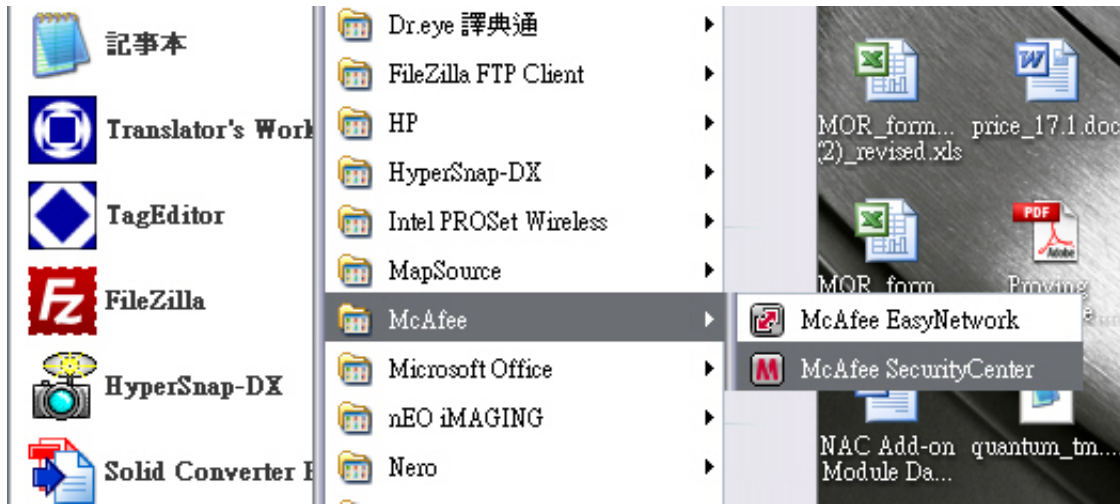 記事本
Translator's Work
TagEditor
FileZilla
HyperSnap-DX
Solid Converter
Dr.eye 譯典通
FileZilla FTP Client
HP
HyperSnap-DX
Intel PROSet Wireless
MapSource
McAfee
Microsoft Office
nEO iMAGING
Nero
McAfee EasyNetwork
McAfee SecurityCenter
MOR_form...
(2)_revised.xls
price_17.1.doc
PDF
Adobe
MOR_form
Proving
NAC Add-on
Module Da...
quantum_tm....